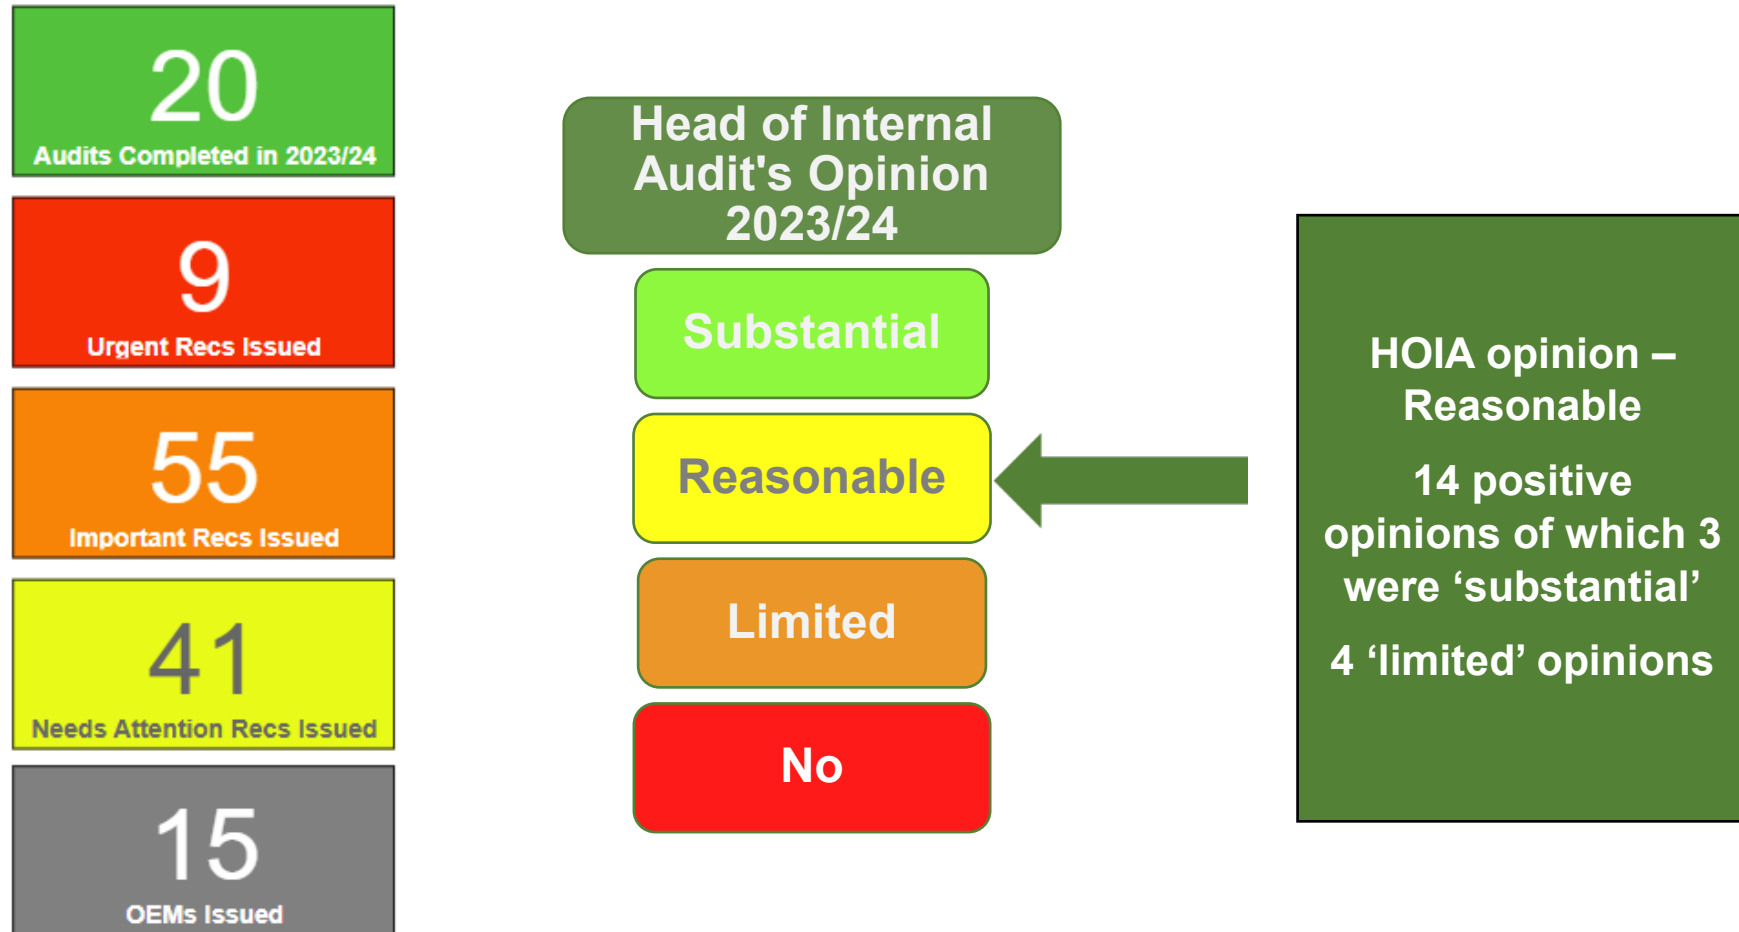 20
Audits Completed in 2023/24
9
Urgent Recs Issued
55
Important Recs Issued
41
Needs Attention Recs Issued
15
OEMs Issued
Head of Internal
Audit's Opinion
2023/24
Substantial
Reasonable
Limited
No
HOIA opinion –
Reasonable
14 positive
opinions of which 3
were ‘substantial’
4 ‘limited’ opinions